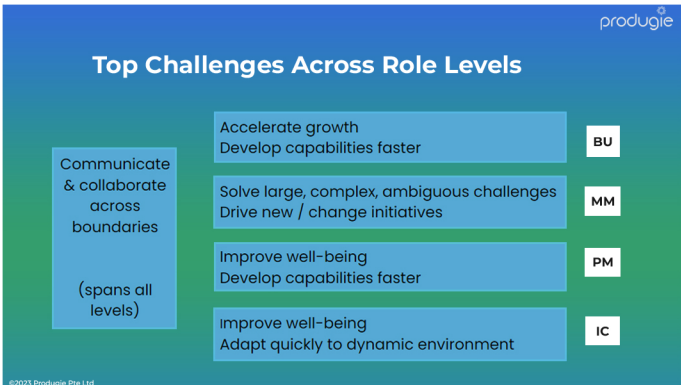 produgie
Top Challenges Across Role Levels
Communicate
& collaborate
across
boundaries
(spans all
levels)
Accelerate growth
Develop capabilities faster
BU
Solve large, complex, ambiguous challenges
Drive new / change initiatives
MM
Improve well-being
Develop capabilities faster
PM
Improve well-being
Adapt quickly to dynamic environment
IC
©2023 Produgie Pte Ltd